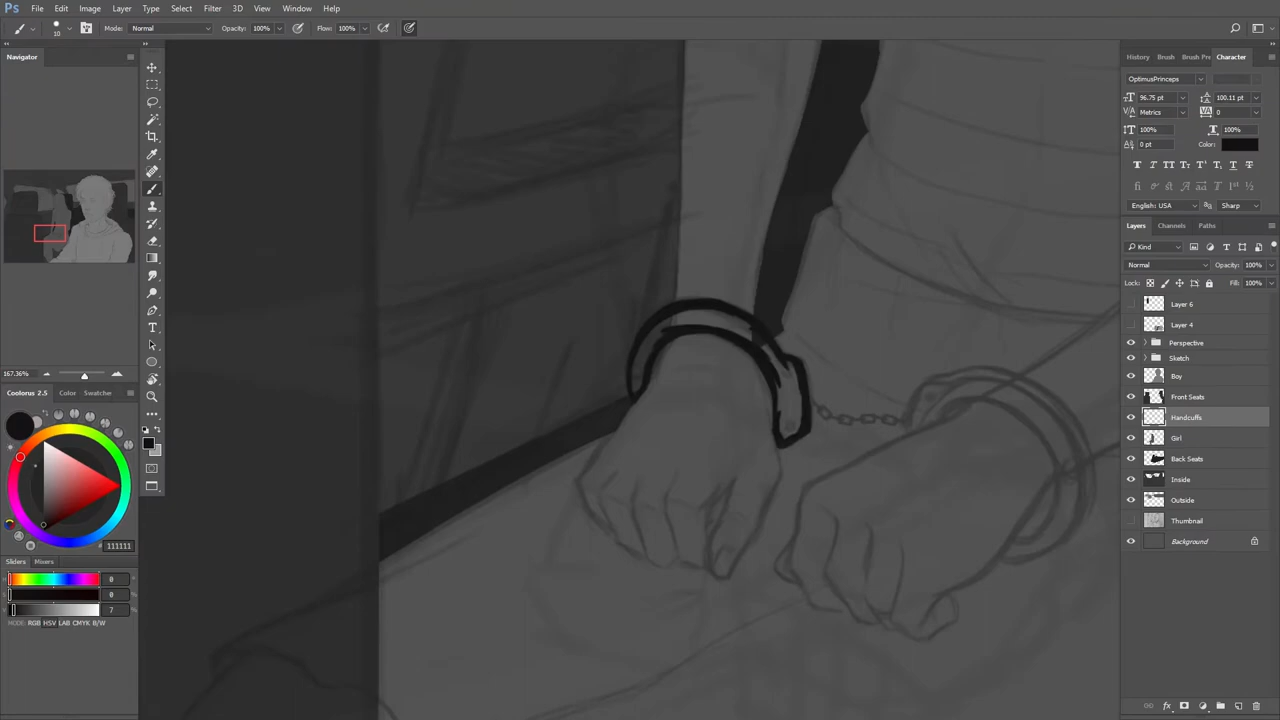 Ps File Edit Image Layer Type Select Filter 3D View Window Help
10 Mode: Normal Opacity: 100% Flow: 100%
Navigator
167.36%
Coolorus 2.5 Color Swatches
111111
Sliders Mixers
0
0
7
MODE: RGB HSV LAB CMYK B/W
History Brush Brush Pre Character
OptimusPrinceps
96.75 pt 100.11 pt
Metrics 0
100% 100%
0 pt Color:
English: USA Sharp
Layers Channels Paths
Kind
Normal Opacity: 100%
Lock: Fill: 100%
Layer 6
Layer 4
Perspective
Sketch
Boy
Front Seats
Handcuffs
Girl
Back Seats
Inside
Outside
Thumbnail
Background